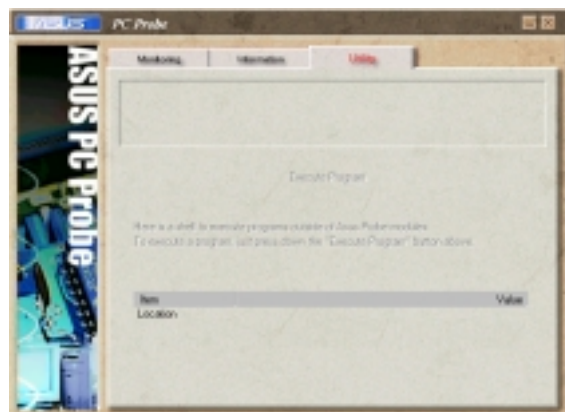 ASUS PC Probe
Monitoring Information Utility
ASUS PC Probe
Execute Program
Here is a shell to execute programs outside of Asus Probe modules.
To execute a program, just press down the "Execute Program" button above.
Item Value
Location